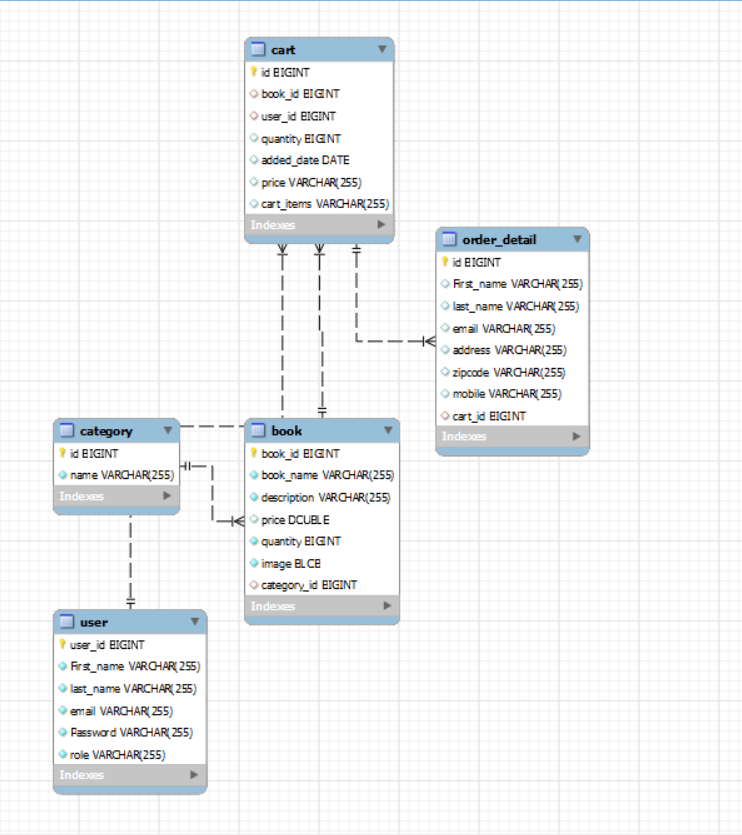 cart
id BIGINT
book_id BIGINT
user_id BIGINT
quantity BIGINT
added_date DATE
price VARCHAR(255)
cart_items VARCHAR(255)
Indexes
order_detail
id BIGINT
First_name VARCHAR(255)
last_name VARCHAR(255)
email VARCHAR(255)
address VARCHAR(255)
zipcode VARCHAR(255)
mobile VARCHAR(255)
cart_id BIGINT
Indexes
category
id BIGINT
name VARCHAR(255)
Indexes
book
book_id BIGINT
book_name VARCHAR(255)
description VARCHAR(255)
price DOUBLE
quantity BIGINT
image BLOB
category_id BIGINT
Indexes
user
user_id BIGINT
First_name VARCHAR(255)
last_name VARCHAR(255)
email VARCHAR(255)
Password VARCHAR(255)
role VARCHAR(255)
Indexes